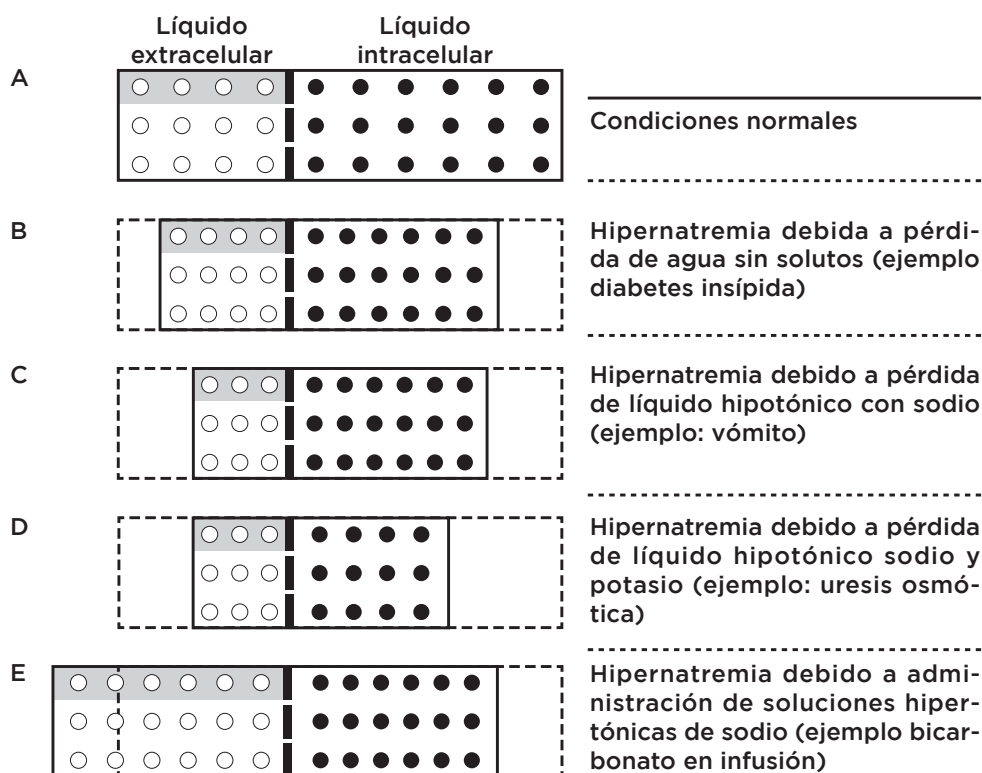 Líquido extracelular
Líquido intracelular
A
Condiciones normales
B
Hipernatremia debida a pérdi-
da de agua sin solutos (ejemplo
diabetes insípida)
C
Hipernatremia debido a pérdida
de líquido hipotónico con sodio
(ejemplo: vómito)
D
Hipernatremia debido a pérdida
de líquido hipotónico sodio y
potasio (ejemplo: uresis osmó-
tica)
E
Hipernatremia debido a admi-
nistración de soluciones hiper-
tónicas de sodio (ejemplo bicar-
bonato en infusión)